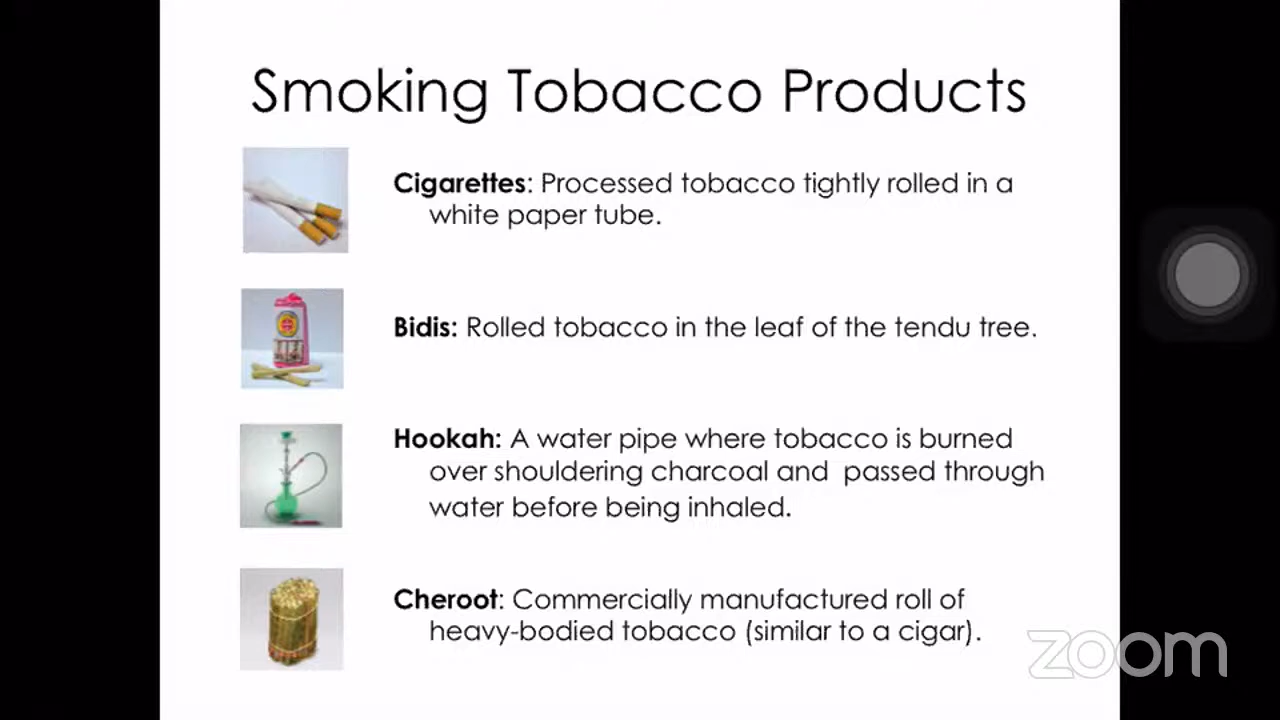 Smoking Tobacco Products
Cigarettes: Processed tobacco tightly rolled in a
white paper tube.
Bidis: Rolled tobacco in the leaf of the tendu tree.
Hookah: A water pipe where tobacco is burned
over shouldering charcoal and passed through
water before being inhaled.
Cheroot: Commercially manufactured roll of
heavy-bodied tobacco (similar to a cigar).
zoom